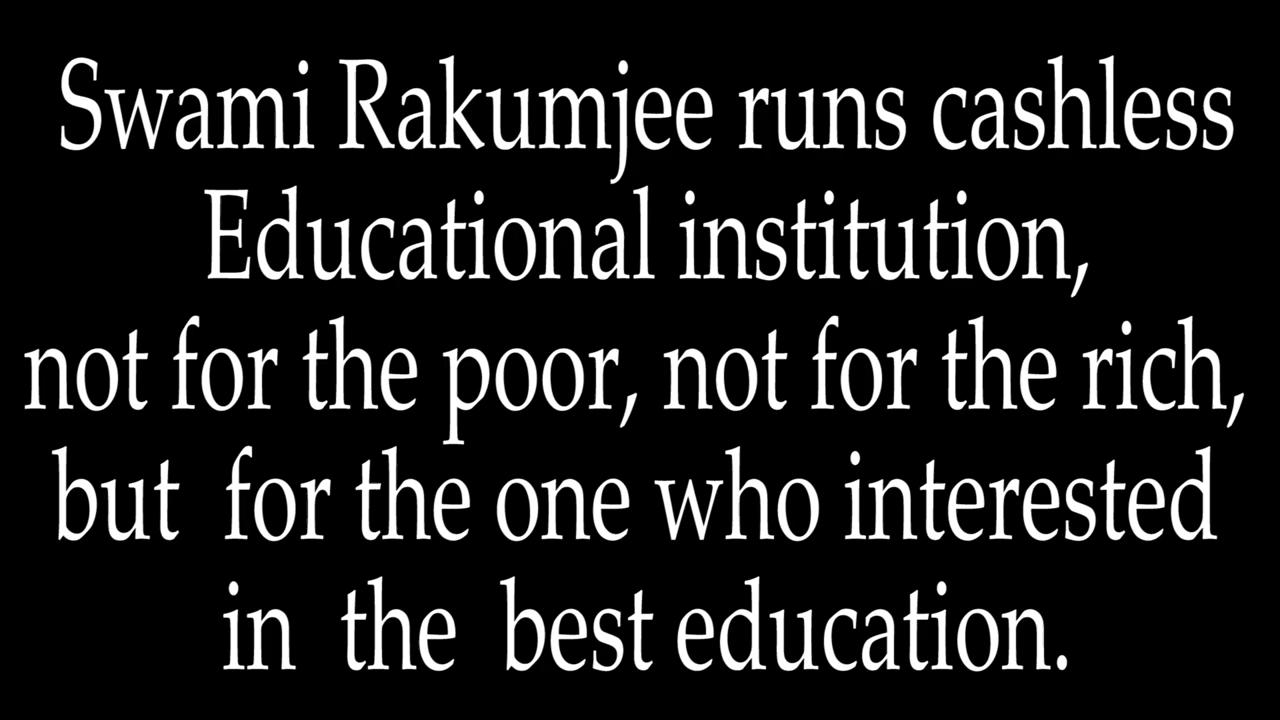 Swami Rakumjee runs cashless
Educational institution,
not for the poor, not for the rich,
but for the one who interested
in the best education.